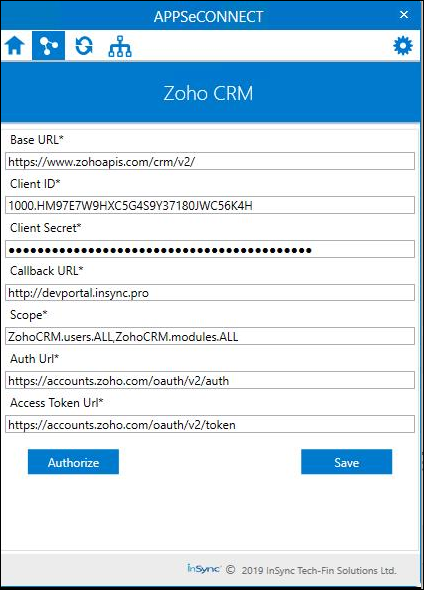 APPSeCONNECT
Zoho CRM
Base URL*
https://www.zohoapis.com/crm/v2/
Client ID*
1000.HM97E7W9HXC5G4S9Y37180JWC56K4H
Client Secret*
●●●●●●●●●●●●●●●●●●●●●●●●●●●●●●●●●●●●●●●●●●
Callback URL*
http://devportal.insync.pro
Scope*
ZohoCRM.users.ALL,ZohoCRM.modules.ALL
Auth Url*
https://accounts.zoho.com/oauth/v2/auth
Access Token Url*
https://accounts.zoho.com/oauth/v2/token
Authorize Save
InSync © 2019 InSync Tech-Fin Solutions Ltd.